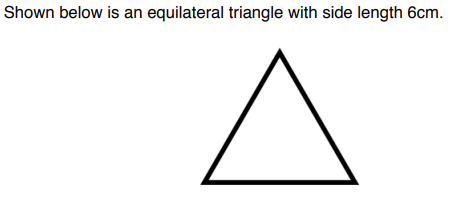 Shown below is an equilateral triangle with side length 6cm.